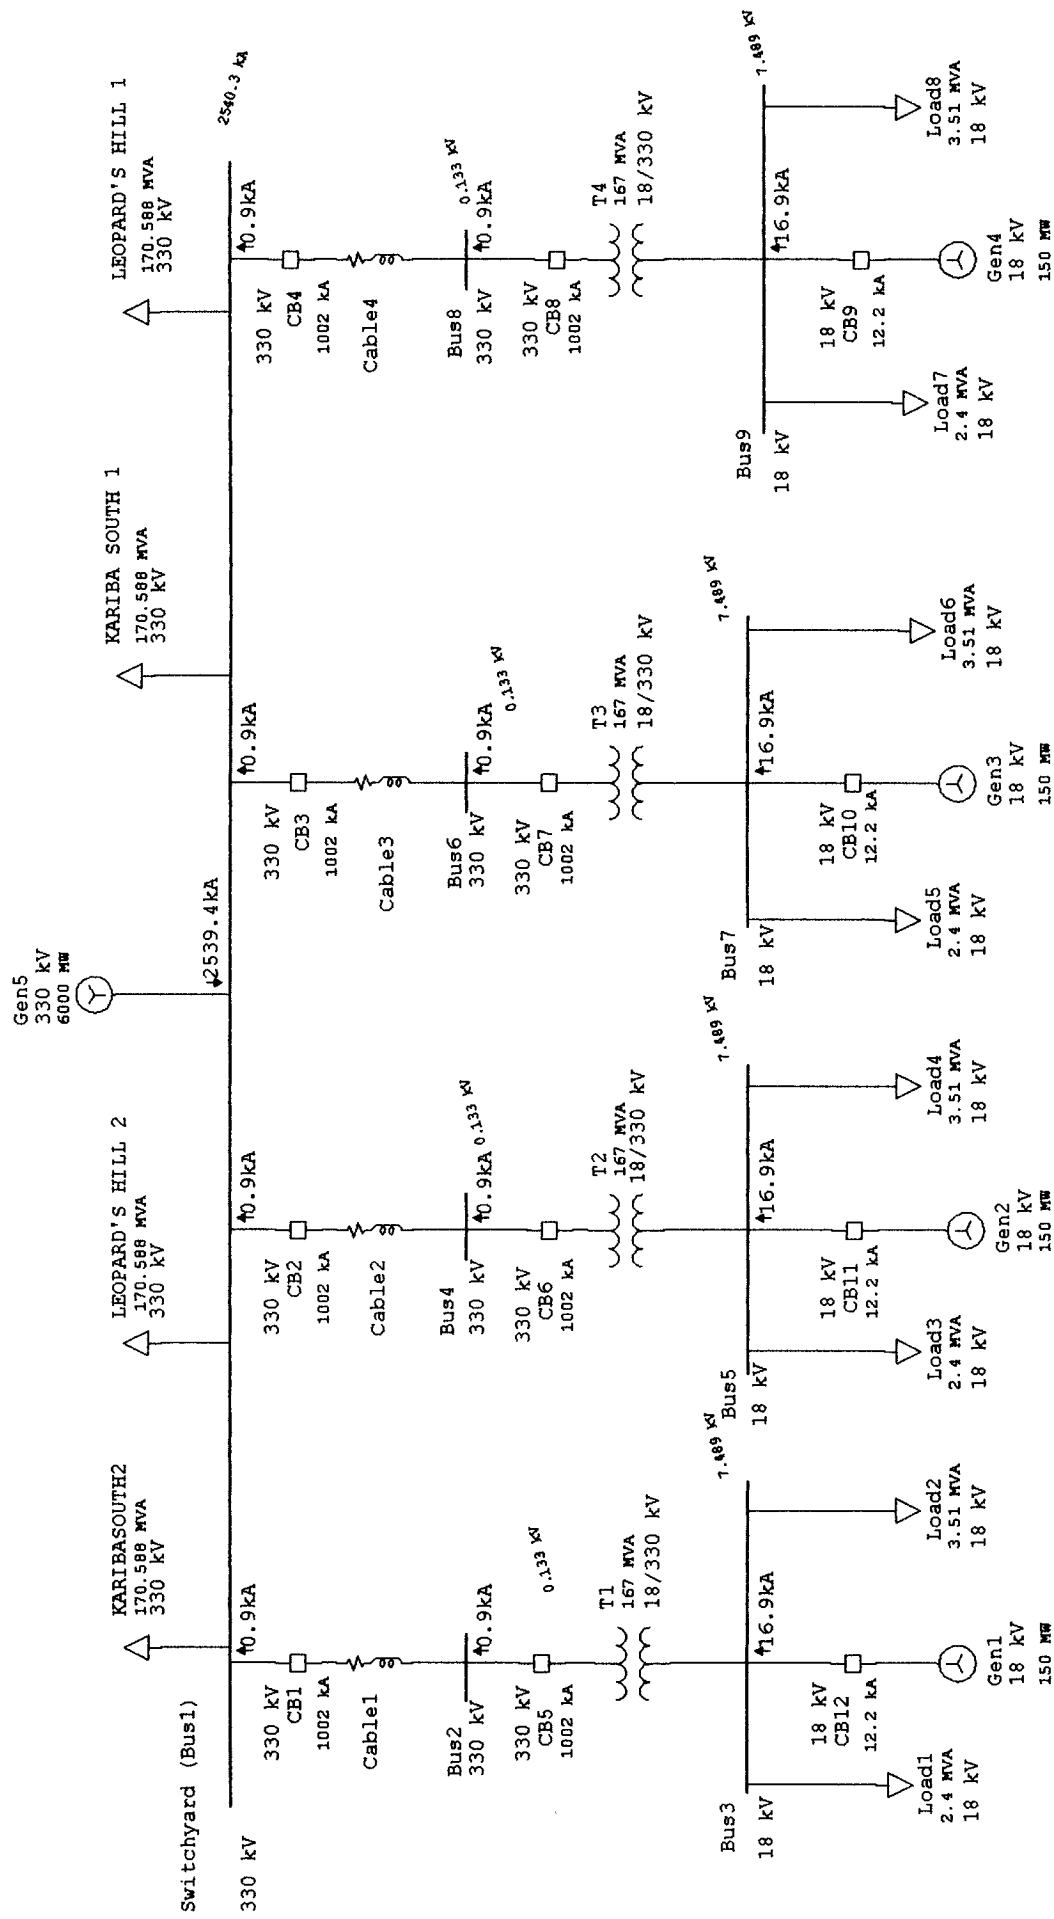 Gen5
330 kV
6000 MW
KARIBASOUTH2
170.588 MVA
330 kV
LEOPARD'S HILL 2
170.588 MVA
330 kV
KARIBA SOUTH 1
170.588 MVA
330 kV
LEOPARD'S HILL 1
170.588 MVA
330 kV
Switchyard (Bus1)
330 kV
2539.4kA
2540.3 kA
0.9kA
0.9kA
0.9kA
0.9kA
330 kV
CB1
1002 kA
330 kV
CB2
1002 kA
330 kV
CB3
1002 kA
330 kV
CB4
1002 kA
Cable1
Cable2
Cable3
Cable4
Bus2
330 kV
0.9kA
Bus4
330 kV
0.9kA
0.133 kV
Bus6
330 kV
0.9kA
0.133 kV
Bus8
330 kV
0.9kA
0.133 kV
330 kV
CB5
1002 kA
0.133 kV
330 kV
CB6
1002 kA
330 kV
CB7
1002 kA
330 kV
CB8
1002 kA
T1
167 MVA
18/330 kV
T2
167 MVA
18/330 kV
T3
167 MVA
18/330 kV
T4
167 MVA
18/330 kV
Bus3
18 kV
7.489 kV
16.9kA
Bus5
18 kV
7.489 kV
16.9kA
Bus7
18 kV
7.489 kV
16.9kA
Bus9
18 kV
7.489 kV
16.9kA
18 kV
CB12
12.2 kA
18 kV
CB11
12.2 kA
18 kV
CB10
12.2 kA
18 kV
CB9
12.2 kA
Load1
2.4 MVA
18 kV
Gen1
18 kV
150 MW
Load2
3.51 MVA
18 kV
Load3
2.4 MVA
18 kV
Gen2
18 kV
150 MW
Load4
3.51 MVA
18 kV
Load5
2.4 MVA
18 kV
Gen3
18 kV
150 MW
Load6
3.51 MVA
18 kV
Load7
2.4 MVA
18 kV
Gen4
18 kV
150 MW
Load8
3.51 MVA
18 kV